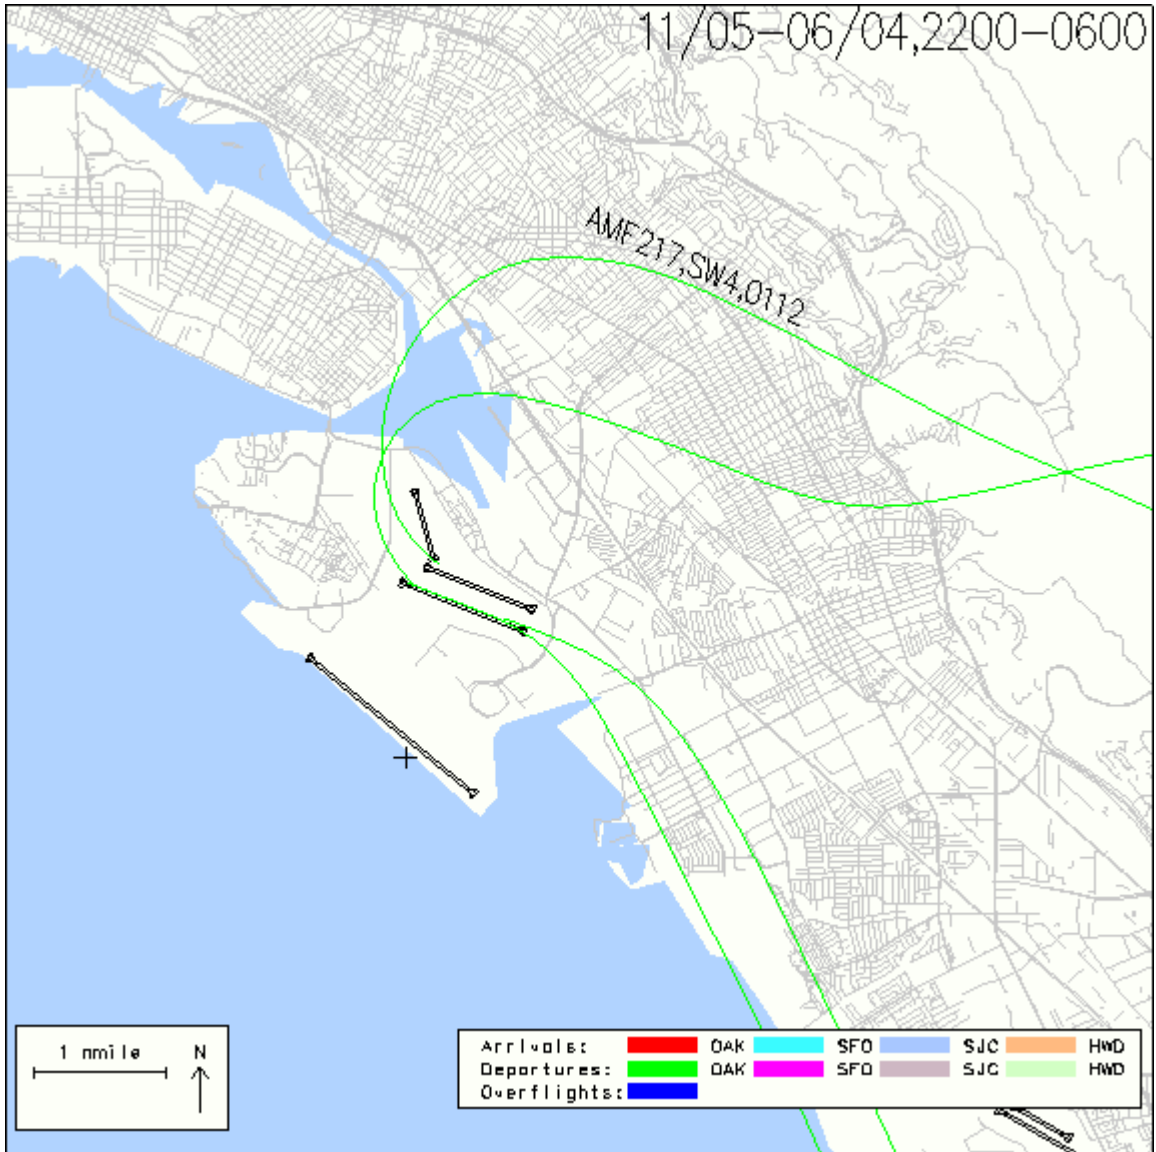 11/05-06/04,2200-0600
AMF217,SW4,0112
1 nmile N
Arrivals: OAK SFO SJC HWD
Departures: OAK SFO SJC HWD
Overflights: